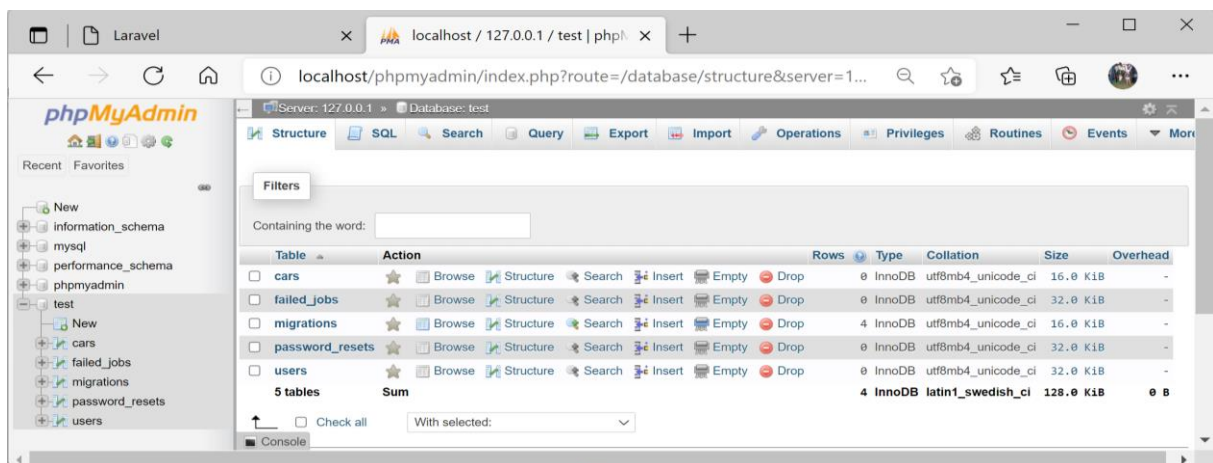 Laravel
PMA localhost / 127.0.0.1 / test | phpM
localhost/phpmyadmin/index.php?route=/database/structure&server=1...
phpMyAdmin
Recent Favorites
New
information_schema
mysql
performance_schema
phpmyadmin
test
New
cars
failed_jobs
migrations
password_resets
users
Server: 127.0.0.1 » Database: test
Structure SQL Search Query Export Import Operations Privileges Routines Events More
Filters
Containing the word:
Table Action Rows Type Collation Size Overhead
cars Browse Structure Search Insert Empty Drop 0 InnoDB utf8mb4_unicode_ci 16.0 KiB -
failed_jobs Browse Structure Search Insert Empty Drop 0 InnoDB utf8mb4_unicode_ci 32.0 KiB -
migrations Browse Structure Search Insert Empty Drop 4 InnoDB utf8mb4_unicode_ci 16.0 KiB -
password_resets Browse Structure Search Insert Empty Drop 0 InnoDB utf8mb4_unicode_ci 32.0 KiB -
users Browse Structure Search Insert Empty Drop 0 InnoDB utf8mb4_unicode_ci 32.0 KiB -
5 tables Sum 4 InnoDB latin1_swedish_ci 128.0 KiB 0 B
Check all With selected:
Console